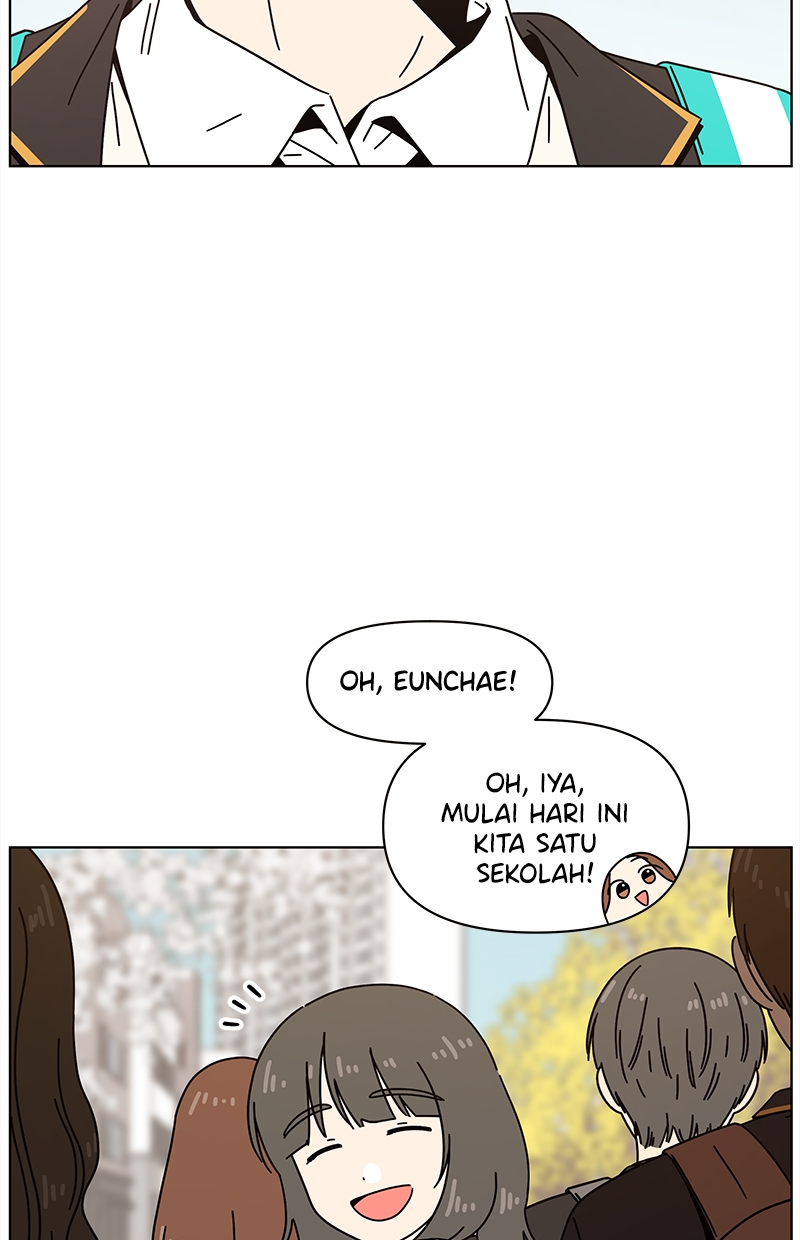 OH, EUNCHAE!
OH, IYA,
MULAI HARI INI
KITA SATU
SEKOLAH!